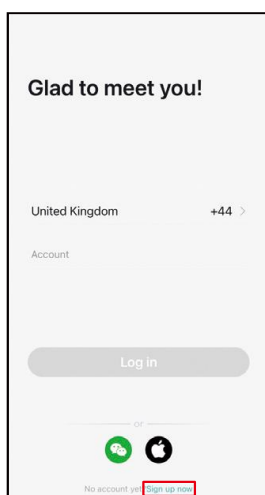 Glad to meet you!
United Kingdom +44 >
Account
Log in
or
No account yet Sign up now